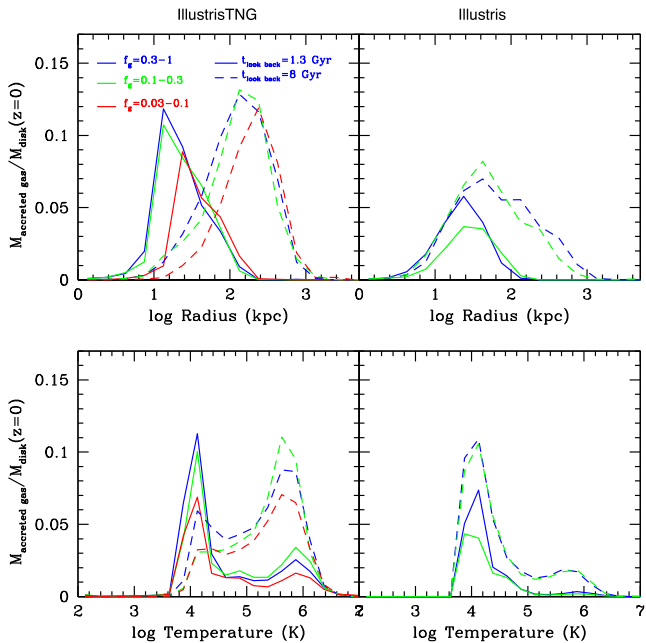 IllustrisTNG Illustris
0.15
f_g=0.3-1 t_look back=1.3 Gyr
f_g=0.1-0.3 t_look back=8 Gyr
f_g=0.03-0.1
0.1
0.05
0
M_accreted gas/M_disk(z=0)
0 1 2 3 0 1 2 3
log Radius (kpc) log Radius (kpc)
0.15
0.1
0.05
0
M_accreted gas/M_disk(z=0)
2 3 4 5 6 7 2 3 4 5 6 7
log Temperature (K) log Temperature (K)